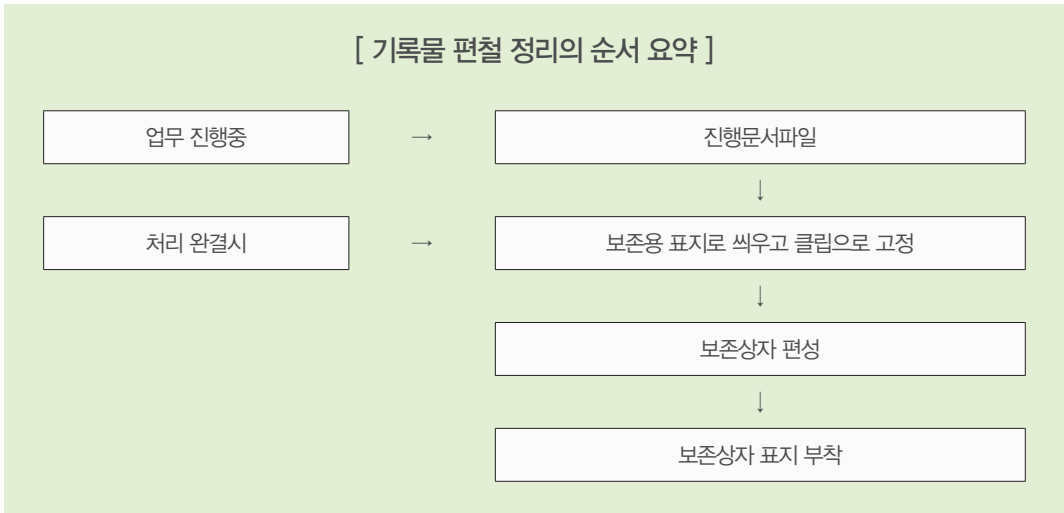 [ 기록물 편철 정리의 순서 요약 ]
업무 진행중 → 진행문서파일
↓
처리 완결시 → 보존용 표지로 씌우고 클립으로 고정
↓
보존상자 편성
↓
보존상자 표지 부착